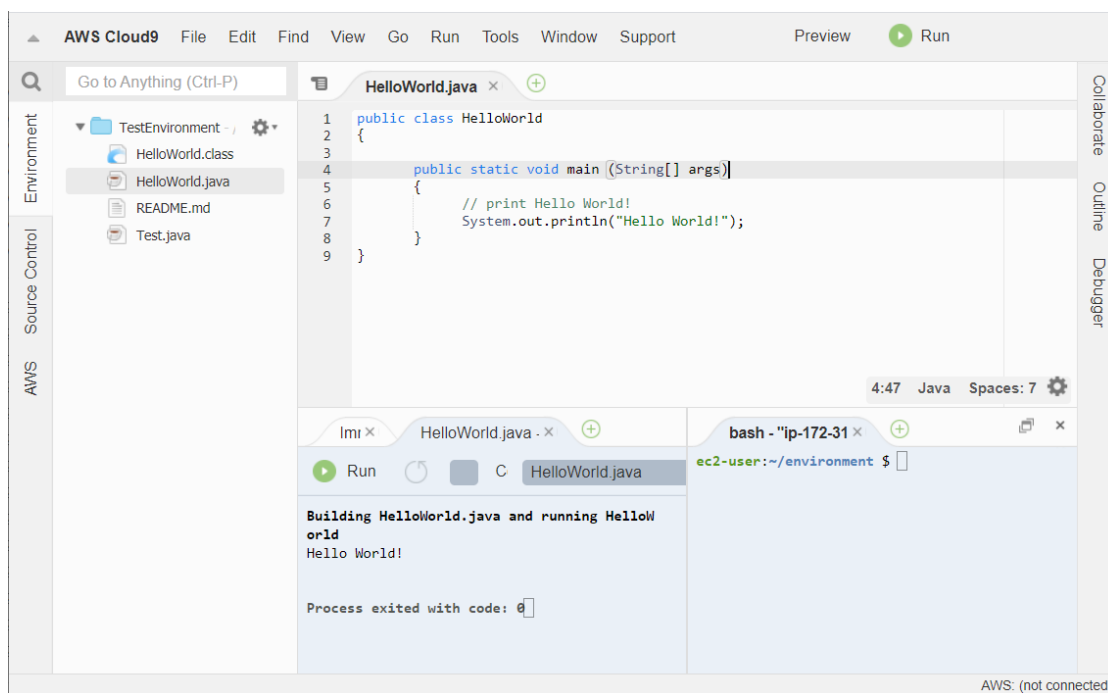 AWS Cloud9 File Edit Find View Go Run Tools Window Support Preview Run
Go to Anything (Ctrl-P)
Environment
Source Control
AWS
TestEnvironment - /
HelloWorld.class
HelloWorld.java
README.md
Test.java
HelloWorld.java
1 public class HelloWorld
2 {
3
4 public static void main (String[] args)
5 {
6 // print Hello World!
7 System.out.println("Hello World!");
8 }
9 }
4:47 Java Spaces: 7
Collaborate
Outline
Debugger
Imr HelloWorld.java -
Run C HelloWorld.java
Building HelloWorld.java and running HelloW
orld
Hello World!
Process exited with code: 0
bash - "ip-172-31
ec2-user:~/environment $
AWS: (not connected